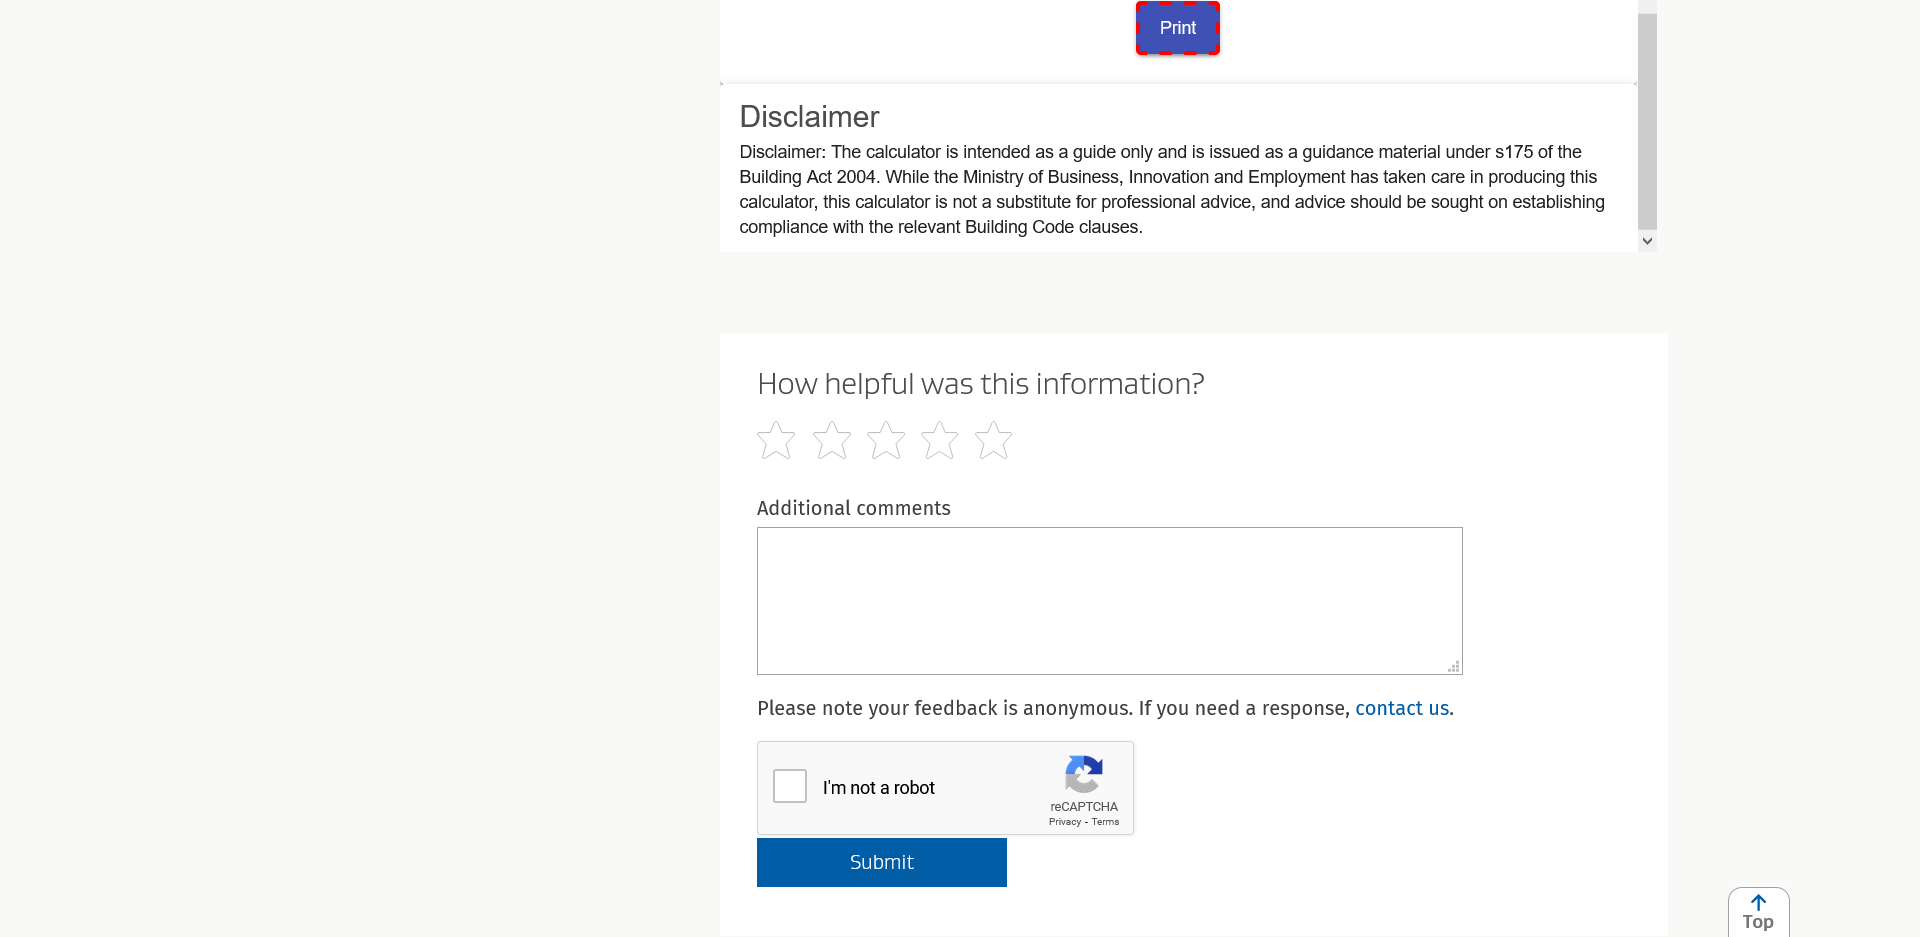 Print
Disclaimer
Disclaimer: The calculator is intended as a guide only and is issued as a guidance material under s175 of the
Building Act 2004. While the Ministry of Business, Innovation and Employment has taken care in producing this
calculator, this calculator is not a substitute for professional advice, and advice should be sought on establishing
compliance with the relevant Building Code clauses.
How helpful was this information?
Additional comments
Please note your feedback is anonymous. If you need a response, contact us.
I'm not a robot
reCAPTCHA
Privacy - Terms
Submit
Top